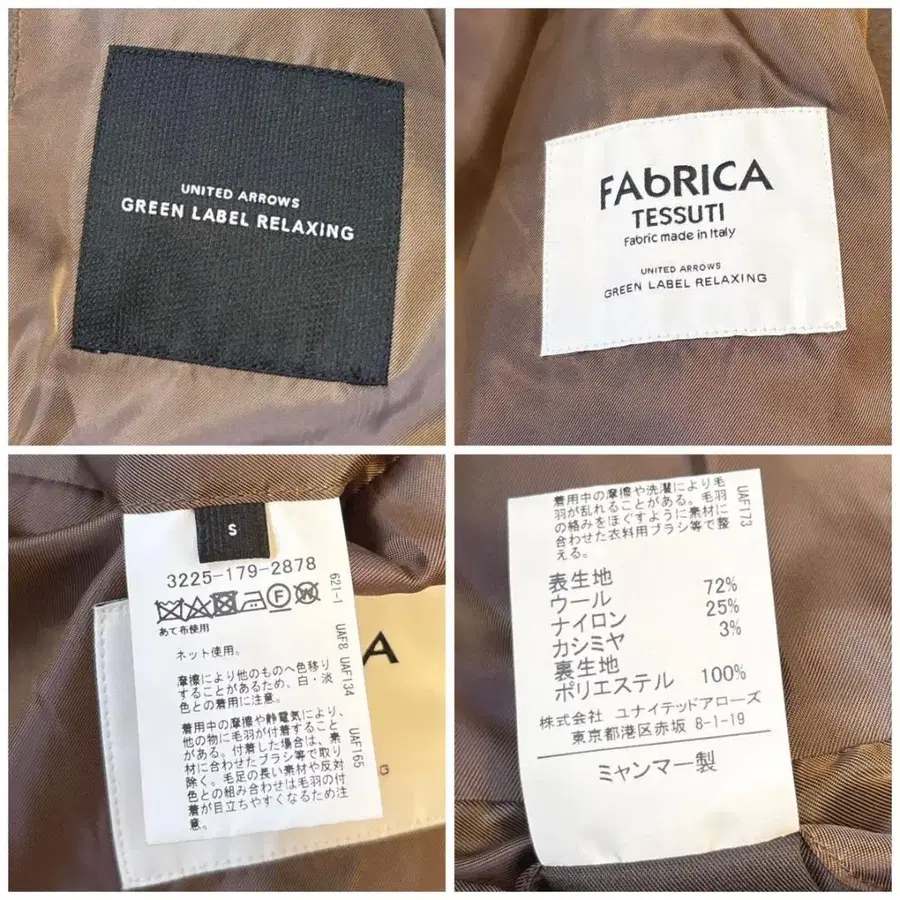 UNITED ARROWS
GREEN LABEL RELAXING
FAbRICA
TESSUTI
Fabric made in Italy
UNITED ARROWS
GREEN LABEL RELAXING
S
3225-179-2878
あて布使用
ネット使用。
摩擦により他のものへ色移り
することがあるため、白・淡
色との着用に注意。
着用中の摩擦や静電気により、
他の物に毛羽が付着すること
がある。付着した場合は、素
材に合わせたブラシ等で取り
除く。毛足の長い素材や反対
色との組み合わせは毛羽の付
着が目立ちやすくなるため注
意。
621-1
UAF8 UAF134
UAF165
A
G
着用中の摩擦や洗濯により毛
羽が乱れることがある。毛羽
の絡みをほぐすように素材に
合わせた衣料用ブラシ等で整
える。
UAF173
表生地
ウール 72%
ナイロン 25%
カシミヤ 3%
裏生地
ポリエステル 100%
株式会社 ユナイテッドアローズ
東京都港区赤坂 8-1-19
ミャンマー製